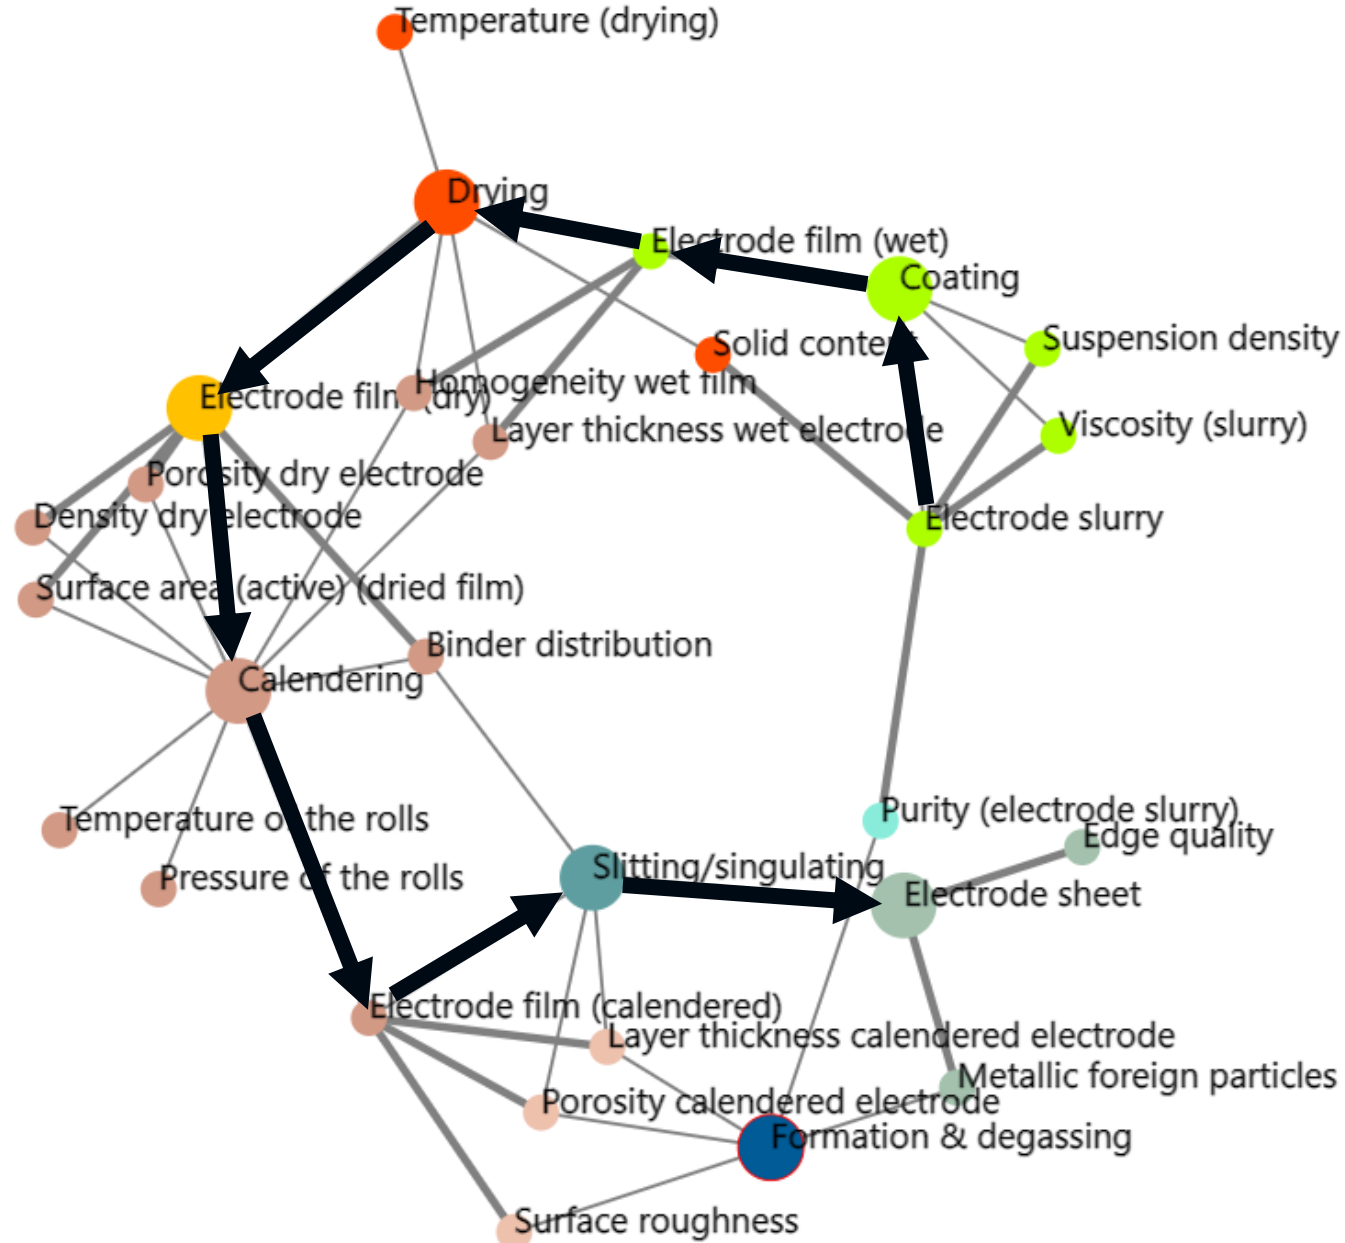 Temperature (drying)
Drying
Electrode film (wet)
Coating
Suspension density
Solid content
Homogeneity wet film
Electrode film (dry)
Viscosity (slurry)
Layer thickness wet electrode
Porosity dry electrode
Density dry electrode
Electrode slurry
Surface area (active) (dried film)
Binder distribution
Calendering
Purity (electrode slurry)
Temperature of the rolls
Edge quality
Slitting/singulating
Pressure of the rolls
Electrode sheet
Electrode film (calendered)
Layer thickness calendered electrode
Metallic foreign particles
Porosity calendered electrode
Formation & degassing
Surface roughness